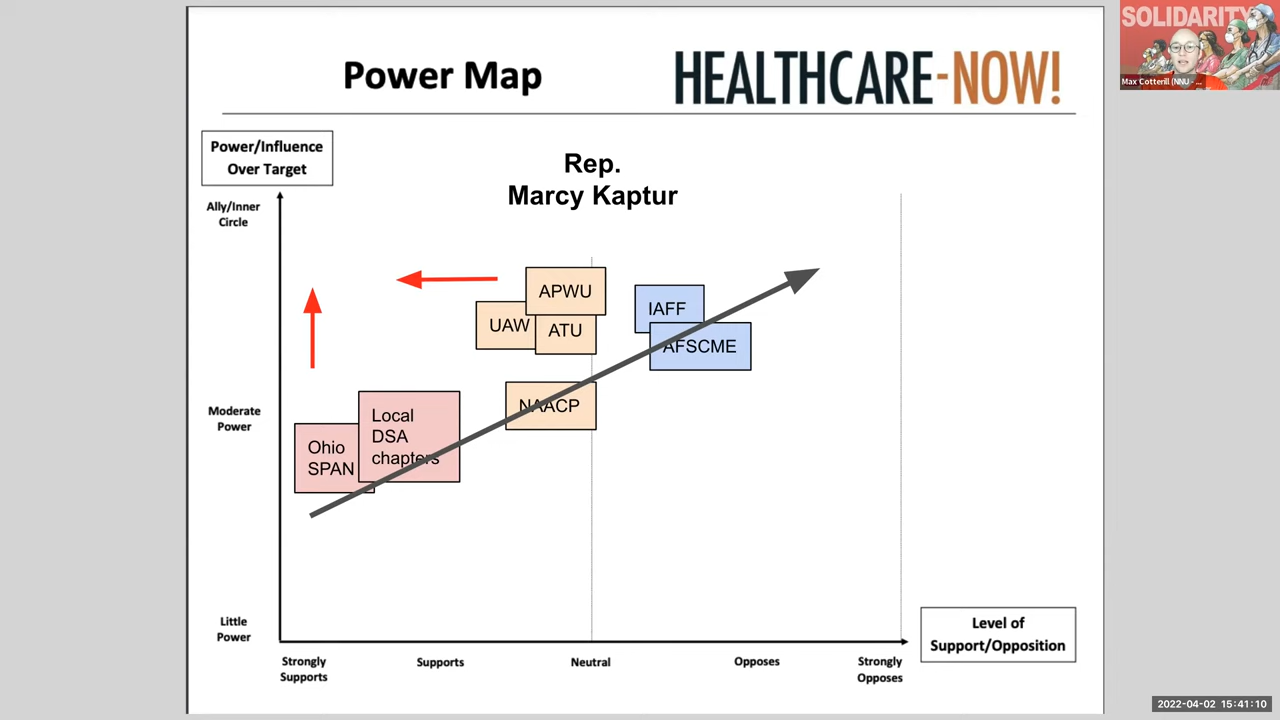 SOLIDARITY
Max Cotterill (NNU - ...
Power Map
HEALTHCARE-NOW!
Power/Influence
Over Target
Rep.
Marcy Kaptur
Ally/Inner
Circle
APWU
IAFF
UAW
ATU
AFSCME
NAACP
Moderate
Power
Local
DSA
chapters
Ohio
SPAN
Little
Power
Level of
Support/Opposition
Strongly
Supports
Supports
Neutral
Opposes
Strongly
Opposes
2022-04-02 15:41:10